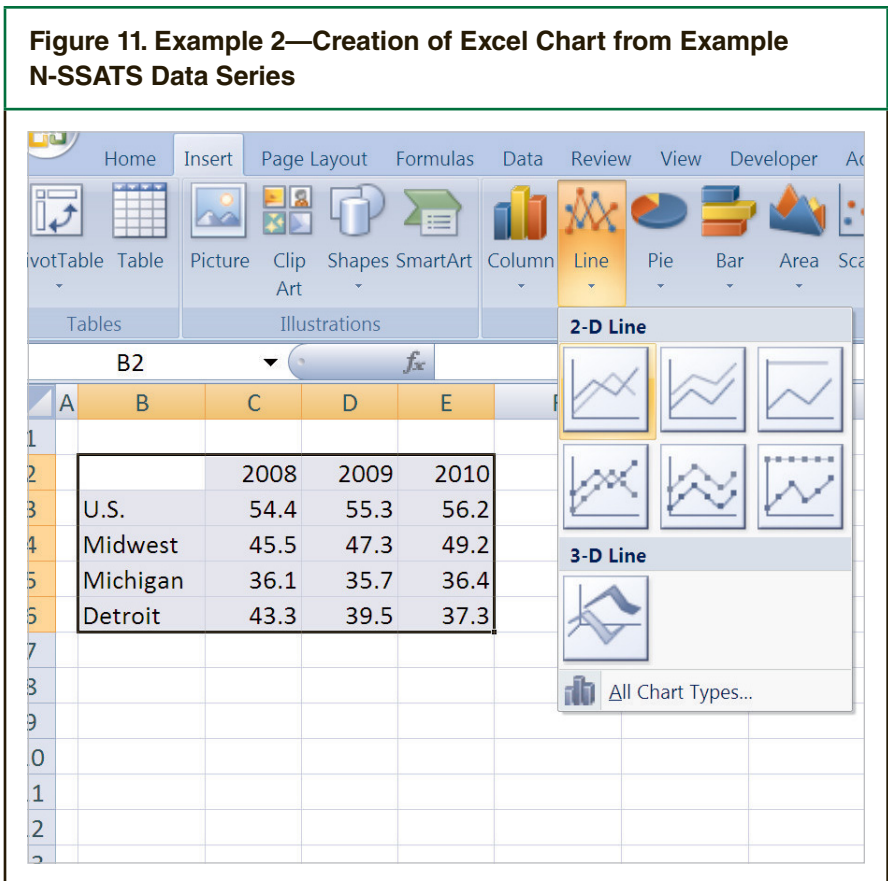 Figure 11. Example 2—Creation of Excel Chart from Example
N-SSATS Data Series
Home Insert Page Layout Formulas Data Review View Developer
ivotTable Table Picture Clip Art Shapes SmartArt Column Line Pie Bar Area
Tables Illustrations
2-D Line
B2 fx
A B C D E
1
2 2008 2009 2010
3 U.S. 54.4 55.3 56.2
4 Midwest 45.5 47.3 49.2
5 Michigan 36.1 35.7 36.4
6 Detroit 43.3 39.5 37.3
3-D Line
7
8
All Chart Types...
9
0
1
2